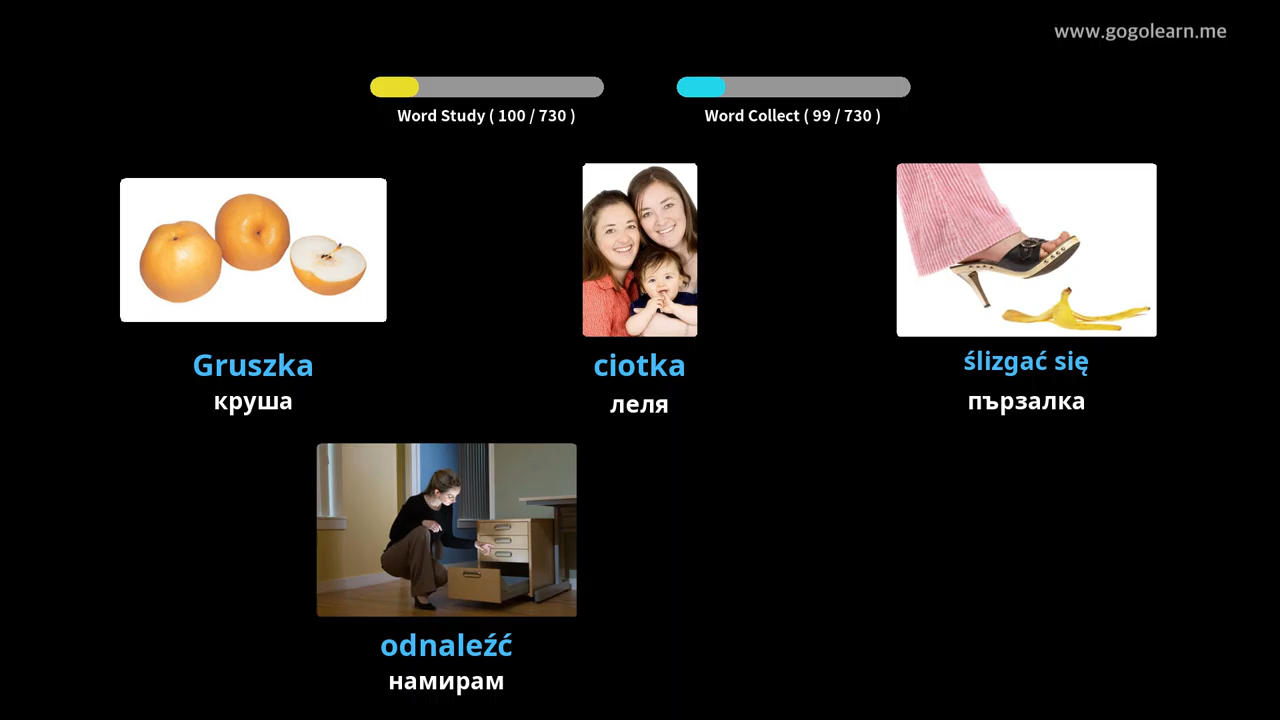 www.gogolearn.me
Word Study ( 100 / 730 )
Word Collect ( 99 / 730 )
Gruszka
круша
ciotka
леля
ślizgać się
пързалка
odnaleźć
намирам